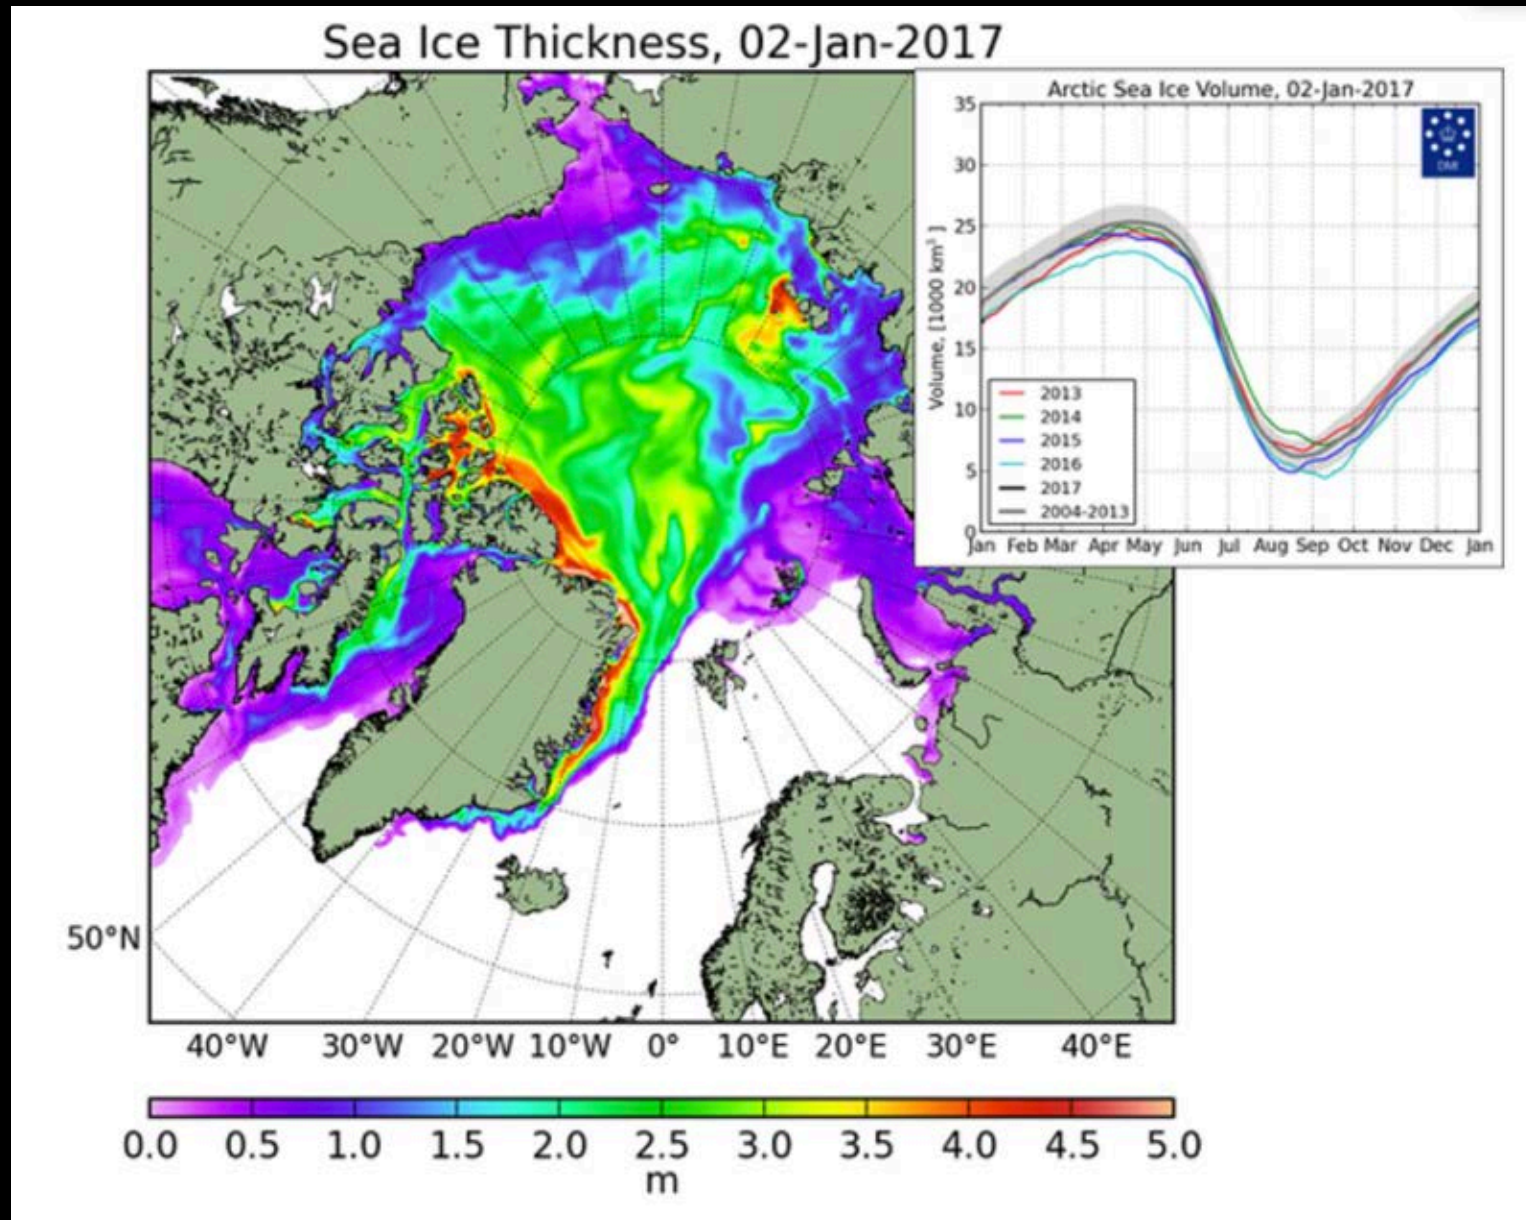 Sea Ice Thickness, 02-Jan-2017
Arctic Sea Ice Volume, 02-Jan-2017
DMI
Volume, [1000 km³ ]
35
30
25
20
15
10
5
0
2013
2014
2015
2016
2017
2004-2013
Jan Feb Mar Apr May Jun Jul Aug Sep Oct Nov Dec Jan
50°N
40°W 30°W 20°W 10°W 0° 10°E 20°E 30°E 40°E
0.0 0.5 1.0 1.5 2.0 2.5 3.0 3.5 4.0 4.5 5.0
m